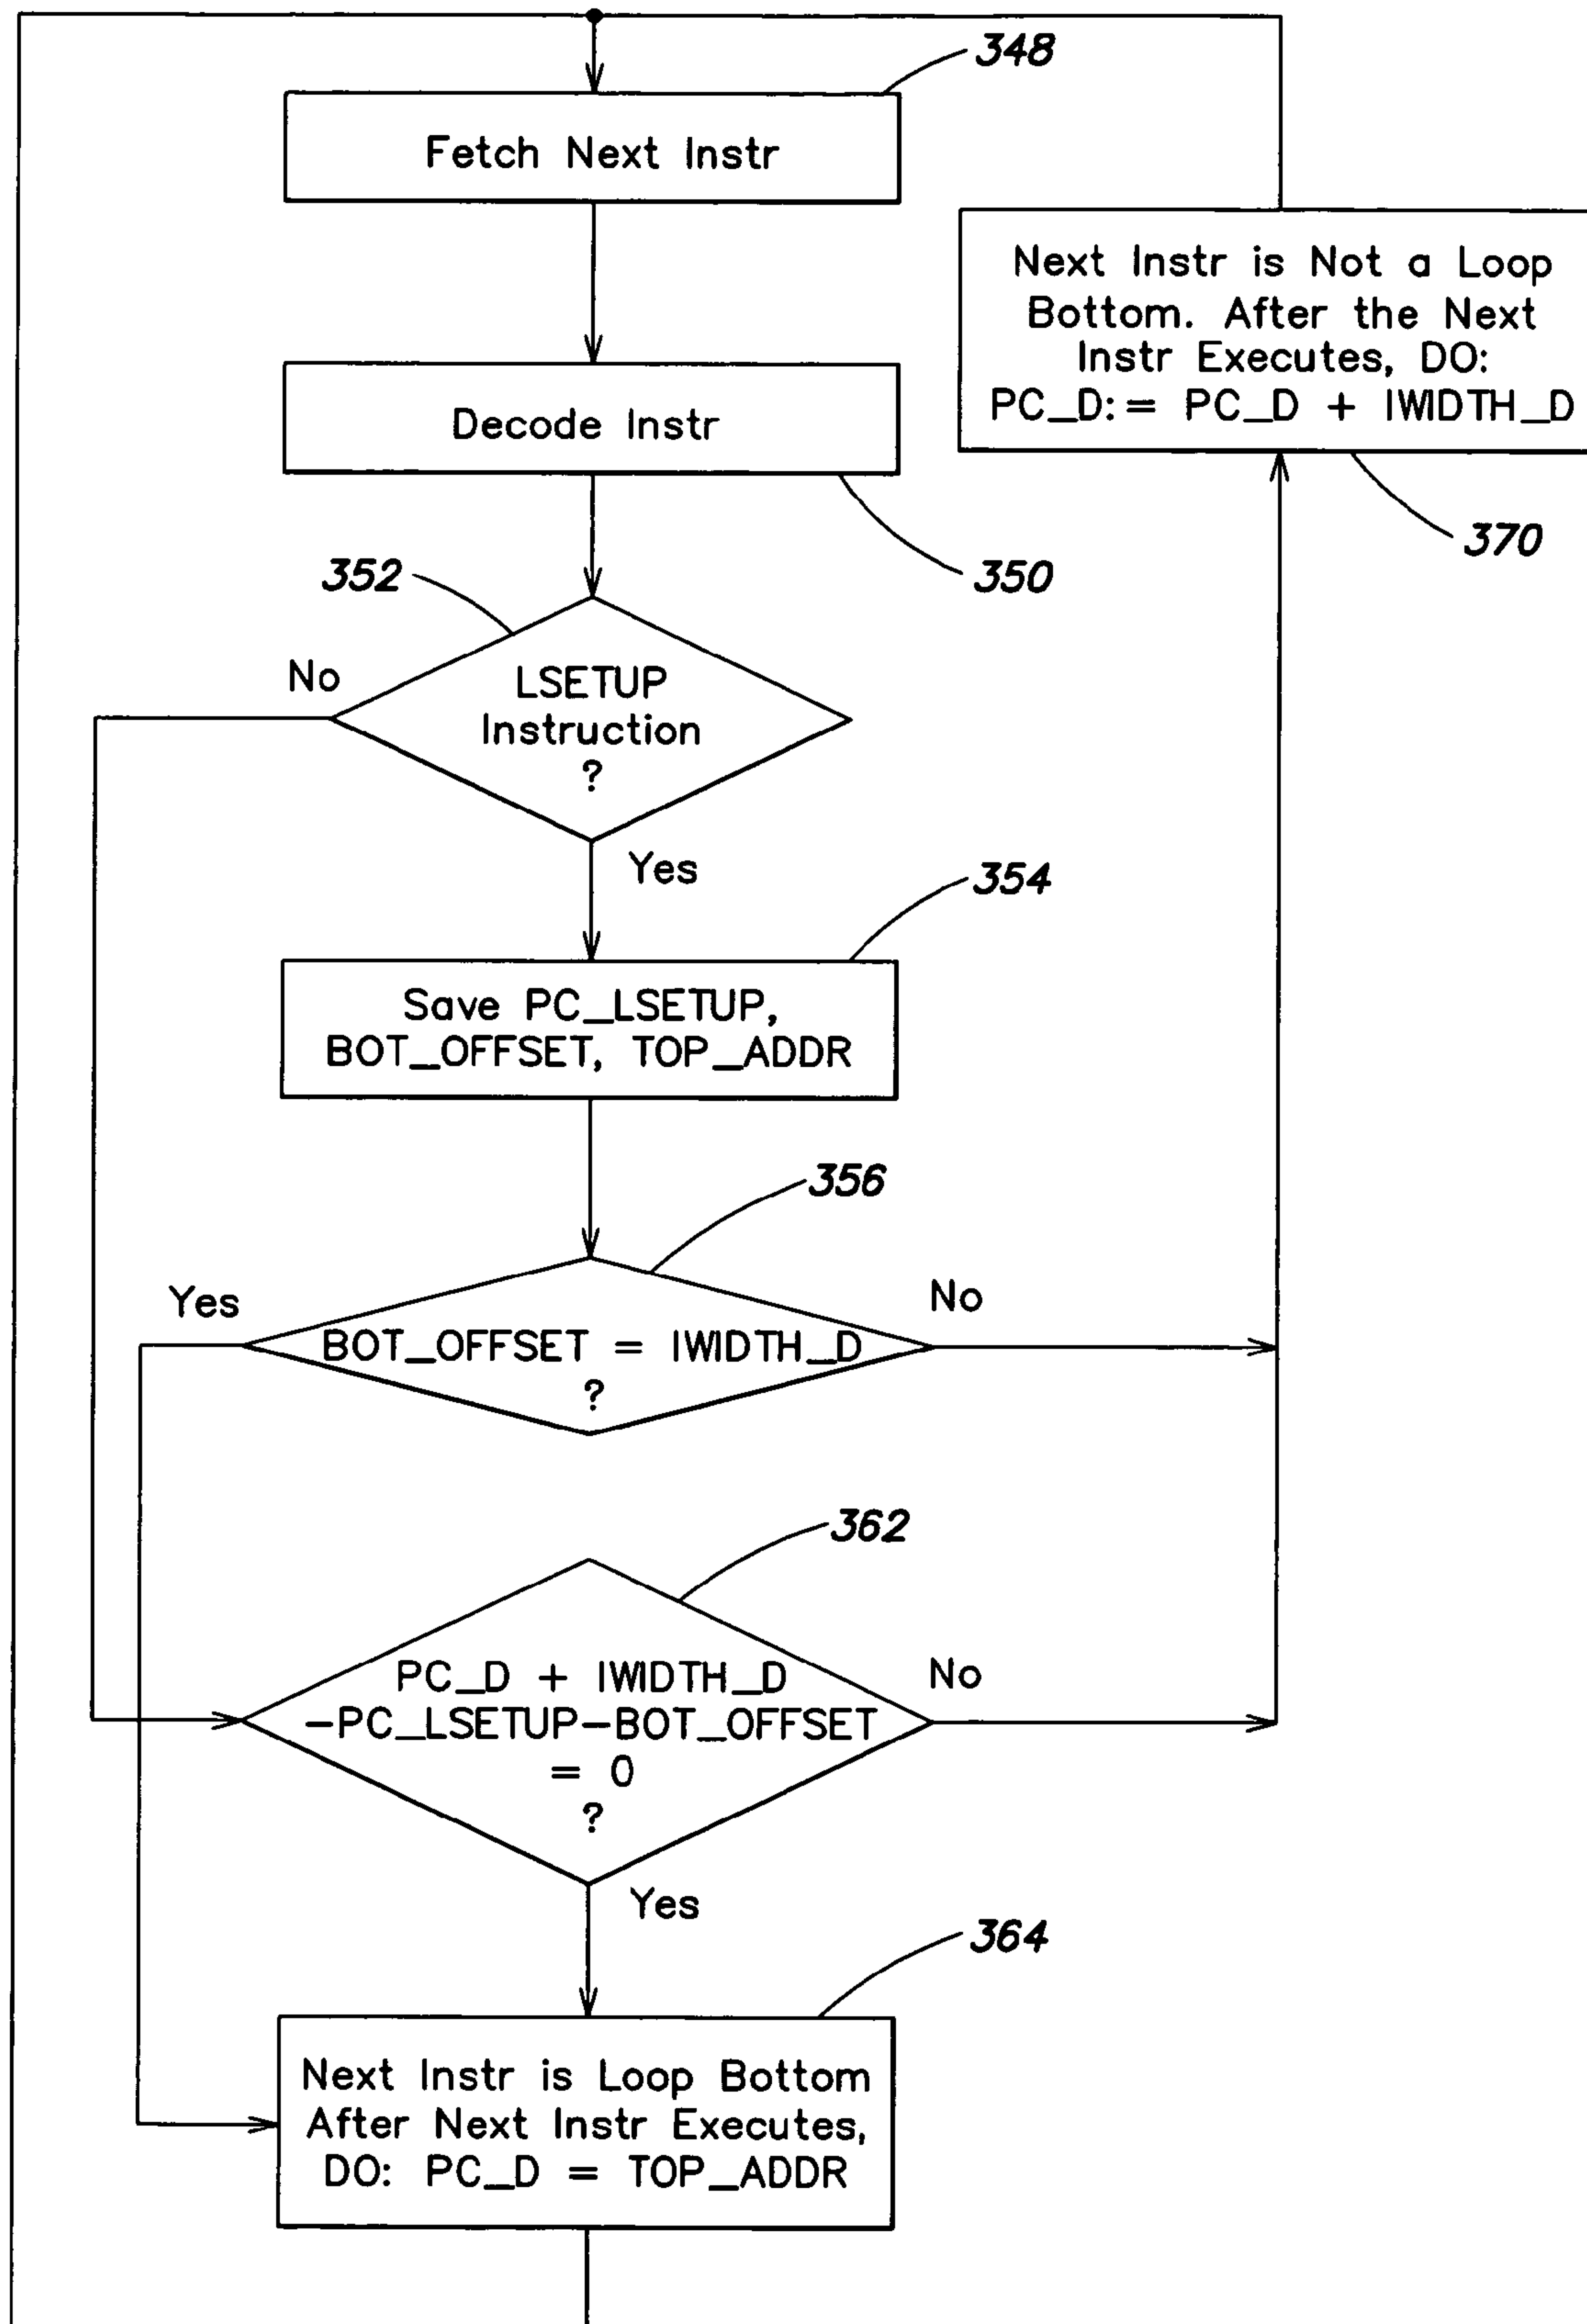 348
Fetch Next Instr
Next Instr is Not a Loop
Bottom. After the Next
Instr Executes, DO:
PC_D:= PC_D + IWIDTH_D
370
Decode Instr
350
352
No
LSETUP
Instruction
?
Yes
354
Save PC_LSETUP,
BOT_OFFSET, TOP_ADDR
356
Yes
No
BOT_OFFSET = IWIDTH_D
?
362
PC_D + IWIDTH_D
-PC_LSETUP-BOT_OFFSET
= 0
?
No
Yes
364
Next Instr is Loop Bottom
After Next Instr Executes,
DO: PC_D = TOP_ADDR